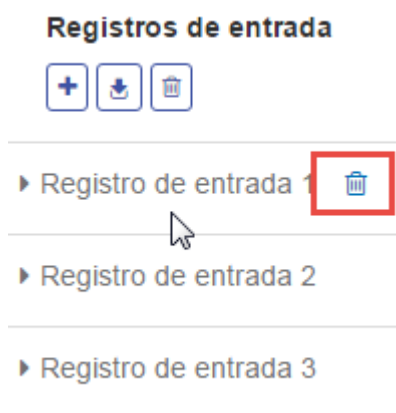 Registros de entrada
Registro de entrada 1
Registro de entrada 2
Registro de entrada 3